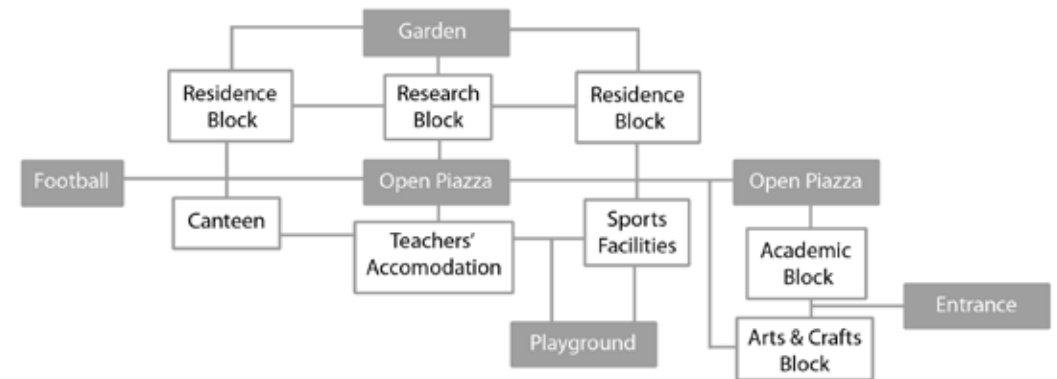 Garden
Residence
Block
Research
Block
Residence
Block
Football
Open Piazza
Open Piazza
Canteen
Teachers'
Accomodation
Sports
Facilities
Academic
Block
Entrance
Playground
Arts & Crafts
Block